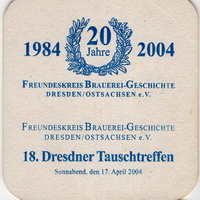 1984 20 Jahre 2004
FREUNDESKREIS BRAUEREI-GESCHICHTE
DRESDEN/OSTSACHSEN e.V.
FREUNDESKREIS BRAUEREI-GESCHICHTE
DRESDEN/OSTSACHSEN e.V.
18. Dresdner Tauschtreffen
Sonnabend, den 17. April 2004